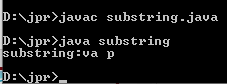 D:\jpr>javac substring.java
D:\jpr>java substring
substring:va p
D:\jpr>_